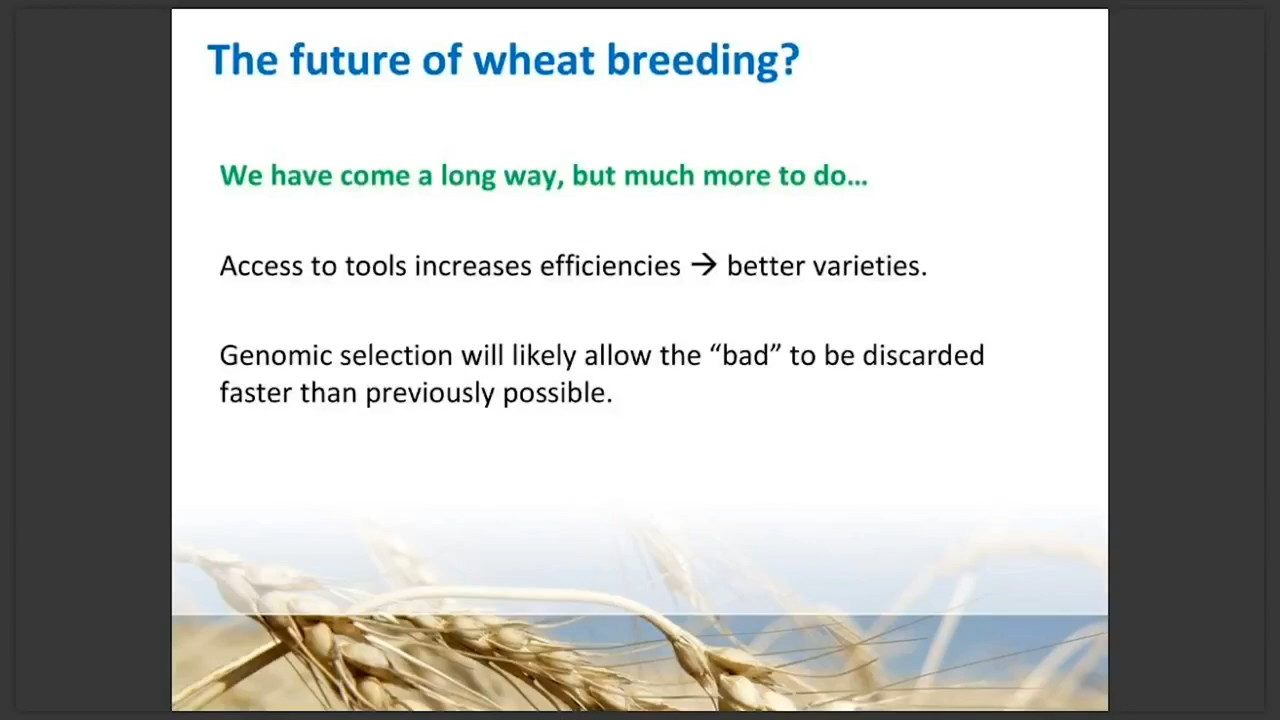 The future of wheat breeding?
We have come a long way, but much more to do…
Access to tools increases efficiencies → better varieties.
Genomic selection will likely allow the “bad” to be discarded
faster than previously possible.